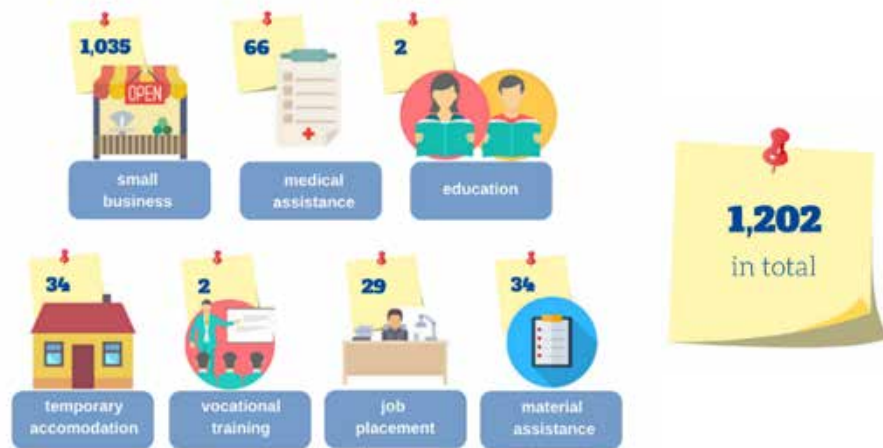 1,035
66
2
OPEN
small
business
medical
assistance
education
1,202
in total
34
2
29
34
temporary
accomodation
vocational
training
job
placement
material
assistance